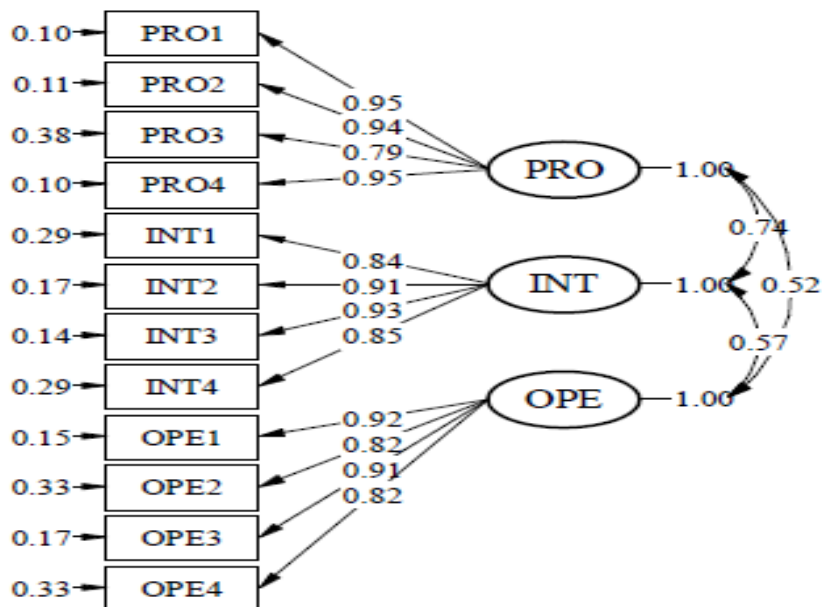 0.10 PRO1
0.11 PRO2
0.38 PRO3
0.10 PRO4
0.29 INT1
0.17 INT2
0.14 INT3
0.29 INT4
0.15 OPE1
0.33 OPE2
0.17 OPE3
0.33 OPE4
0.95
0.94
0.79
0.95
0.84
0.91
0.93
0.85
0.92
0.82
0.91
0.82
PRO 1.00
INT 1.00
OPE 1.00
0.74
0.52
0.57